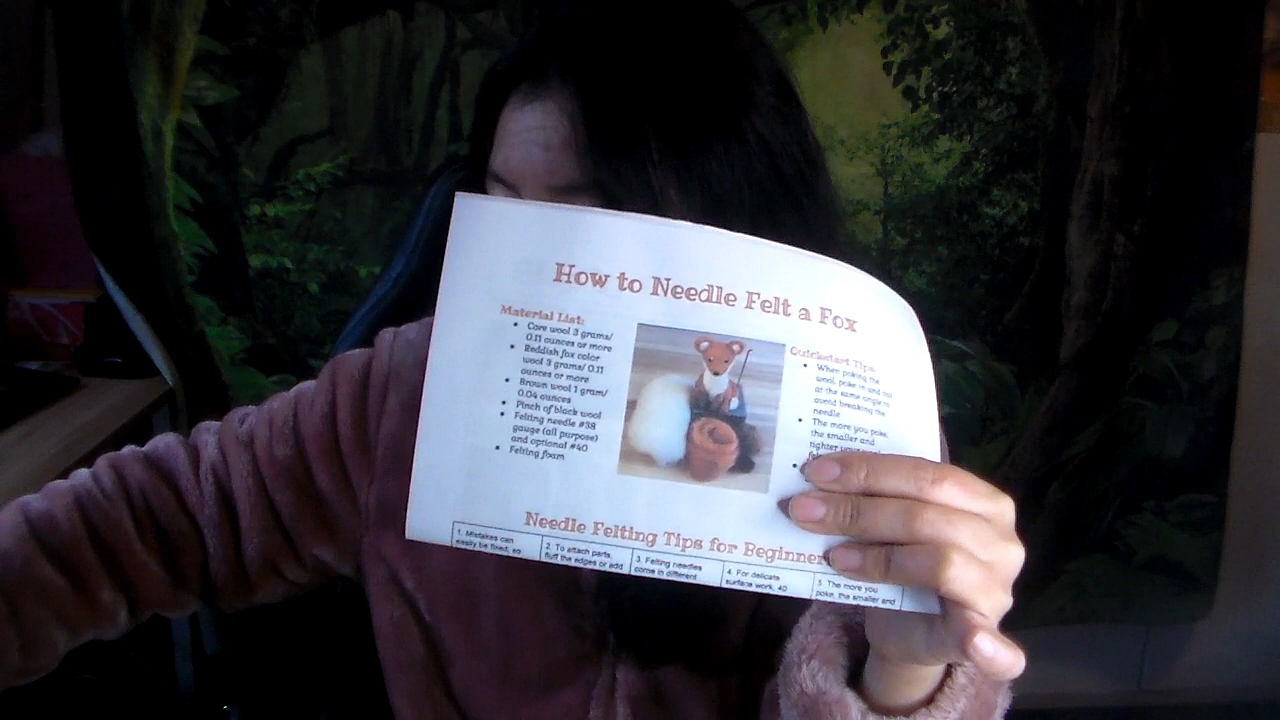 How to Needle Felt a Fox
Material List:
Core wool 3 grams/
0.11 ounces or more
Reddish fox color
wool 3 grams/ 0.11
ounces or more
Brown wool 1 gram/
0.04 ounces
Pinch of black wool
Felting needle #38
gauge (all purpose)
and optional #40
Felting foam
Quickstart Tips:
When poking the
wool, poke in and out
at the same angle to
avoid breaking the
needle
The more you poke,
the smaller and
tighter your
Needle Felting Tips for Beginner
1. Mistakes can
easily be fixed, so
2. To attach parts,
fluff the edges or add
3. Felting needles
come in different
4. For delicate
surface work, 40
5. The more you
poke, the smaller and